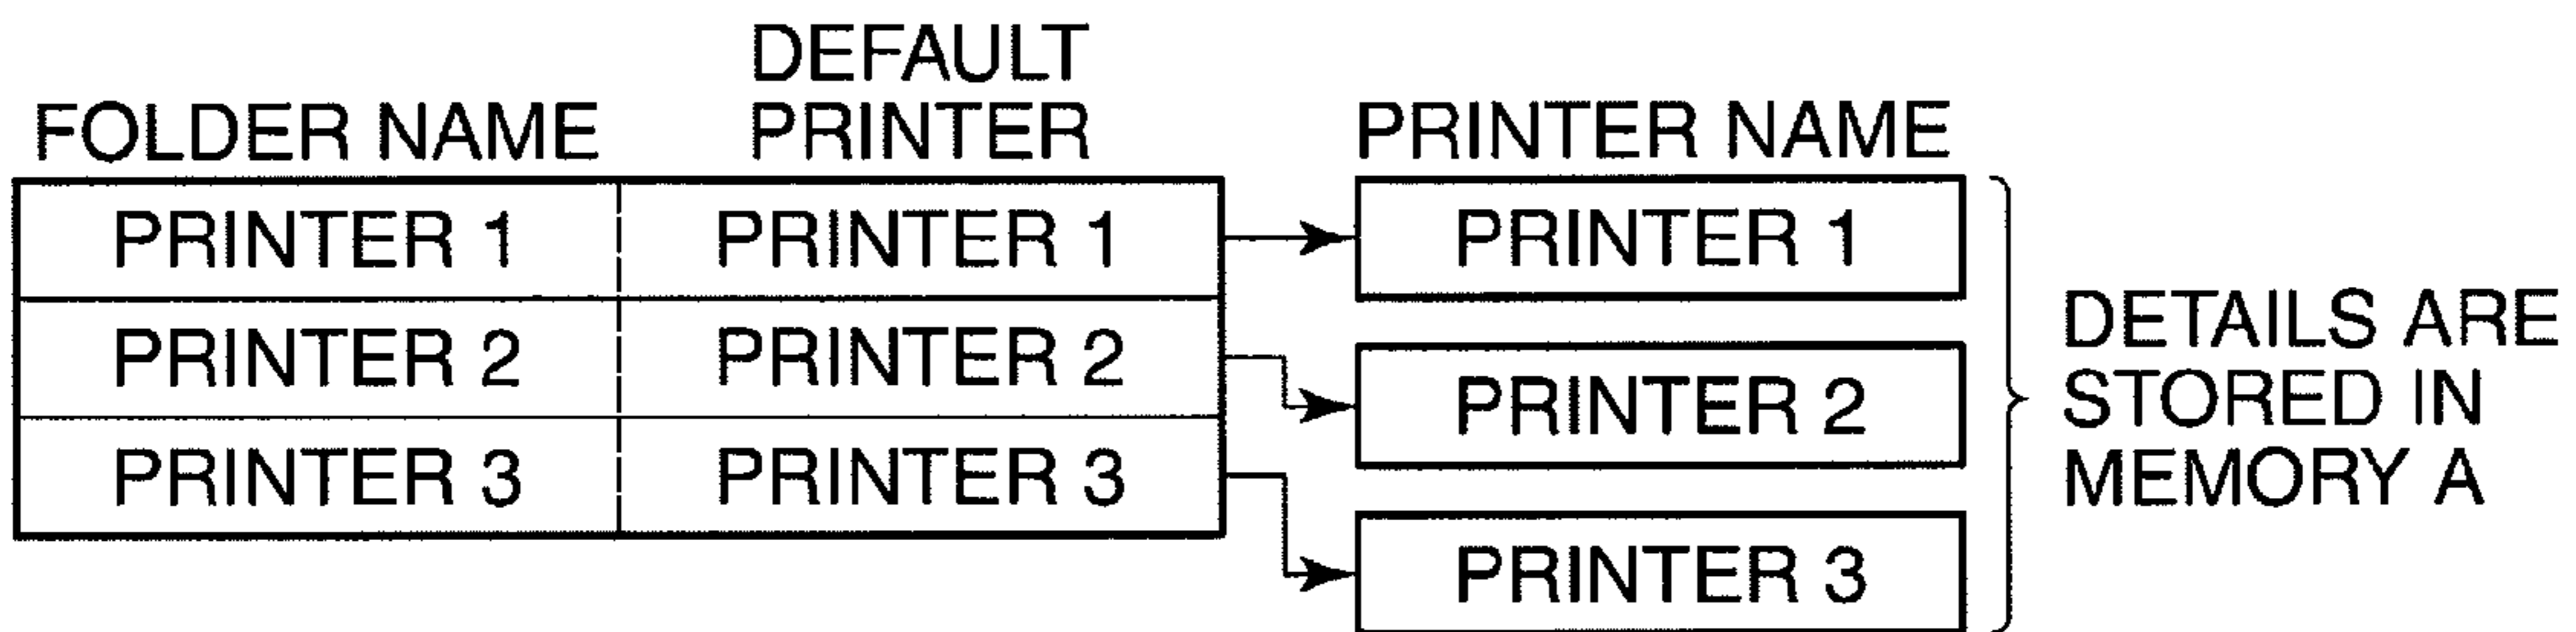 DEFAULT
FOLDER NAME PRINTER PRINTER NAME
PRINTER 1 PRINTER 1 PRINTER 1
PRINTER 2 PRINTER 2 PRINTER 2
PRINTER 3 PRINTER 3 PRINTER 3
DETAILS ARE
STORED IN
MEMORY A